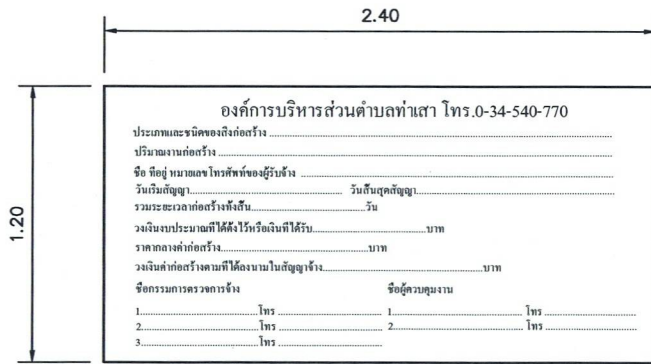 2.40
1.20
องค์การบริหารส่วนตำบลท่าเสา โทร.0-34-540-770
ประเภทและชนิดของสิ่งก่อสร้าง ........................................
ปริมาณงานก่อสร้าง ........................................
ชื่อ ที่อยู่ หมายเลขโทรศัพท์ของผู้รับจ้าง ........................................
วันเริ่มสัญญา........................................ วันสิ้นสุดสัญญา........................................
รวมระยะเวลาก่อสร้างทั้งสิ้น........................................วัน
วงเงินงบประมาณที่ได้ตั้งไว้หรือเงินที่ได้รับ........................................บาท
ราคากลางค่าก่อสร้าง........................................บาท
วงเงินค่าก่อสร้างตามที่ได้ลงนามในสัญญาจ้าง........................................บาท
ชื่อกรรมการตรวจการจ้าง ชื่อผู้ควบคุมงาน
1..............................โทร .............................. 1..............................โทร ..............................
2..............................โทร .............................. 2..............................โทร ..............................
3..............................โทร ..............................